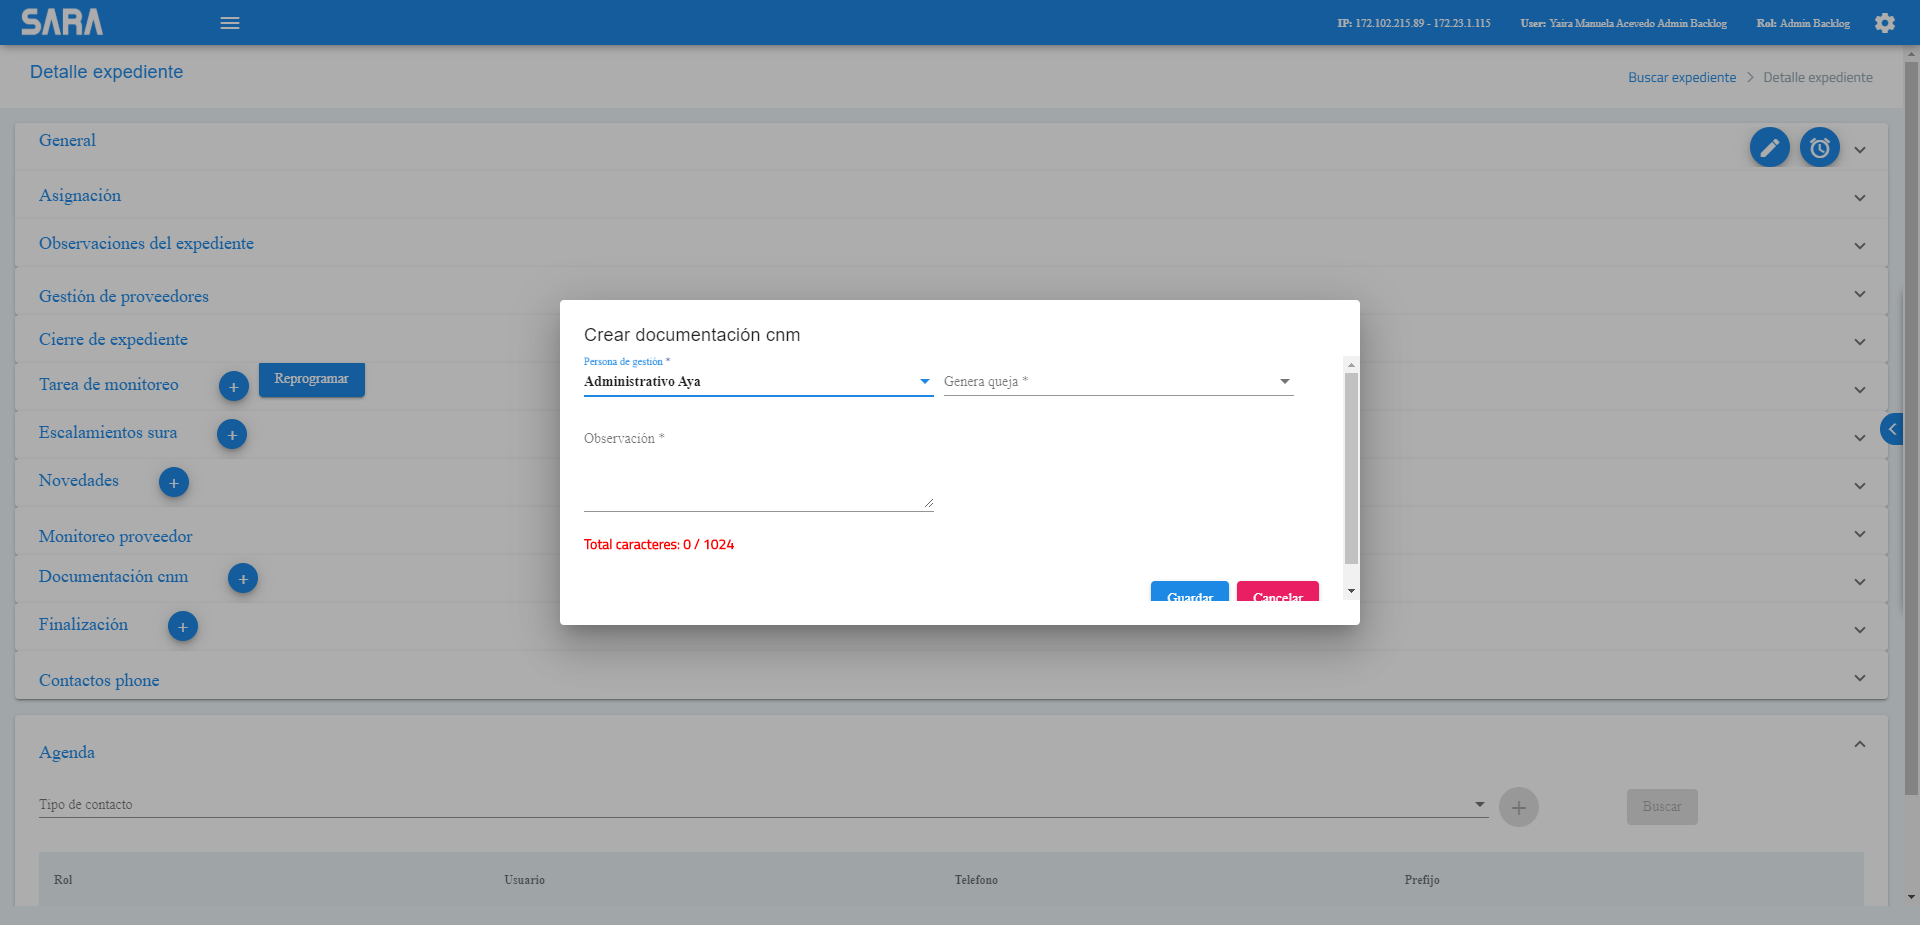 SARA
IP: 172.102.215.89 - 172.23.1.115 User: Yaira Manuela Acevedo Admin Backlog Rol: Admin Backlog
Detalle expediente
Buscar expediente > Detalle expediente
General
Asignación
Observaciones del expediente
Gestión de proveedores
Cierre de expediente
Tarea de monitoreo + Reprogramar
Escalamientos sura +
Novedades +
Monitoreo proveedor
Documentación cnm +
Finalización +
Contactos phone
Crear documentación cnm
Persona de gestión *
Administrativo Aya Genera queja *
Observación *
Total caracteres: 0 / 1024
Guardar Cancelar
Agenda
Tipo de contacto + Buscar
Rol Usuario Telefono Prefijo